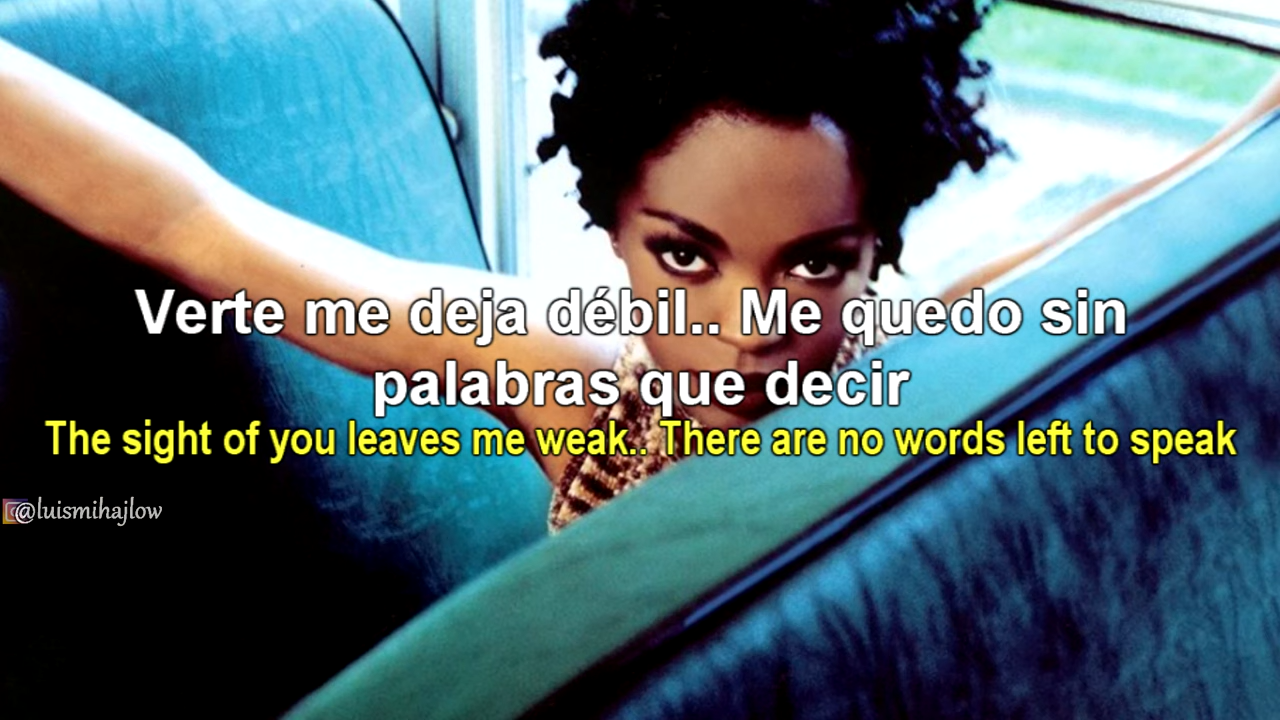 Verte me deja débil.. Me quedo sin
palabras que decir
The sight of you leaves me weak.. There are no words left to speak
@luismihajlow